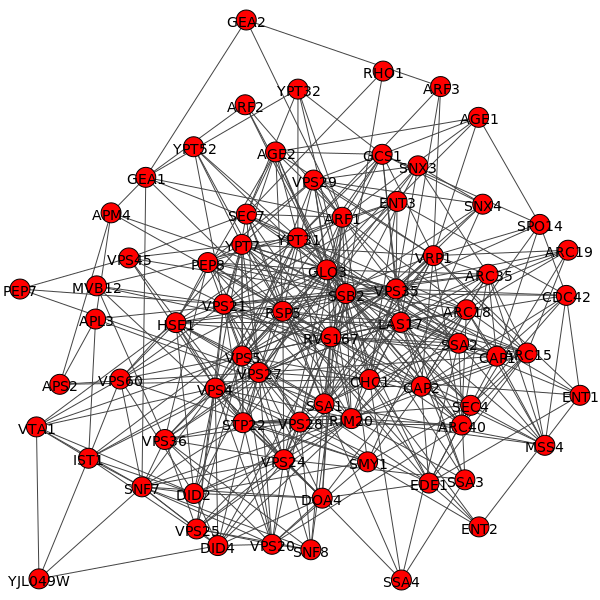 GEA2
RHO1
ARF3
YPT32
ARF2
AGE1
YPT52
AGE2
GCS1
SNX3
GEA1
VPS29
ENT3
SNX4
APM4
SEC7
ARF1
SPO14
YPT7
YPT31
ARC19
VPS45
PEP8
GLO3
VRP1
ARC35
PEP7
MVB12
SSB2
VPS35
CDC42
VPS21
RSP5
ARC18
APL3
HSE1
LAS17
RVS167
SSA2
VPS5
CAP1
ARC15
VPS27
APS2
VPS60
VPS4
CHC1
CAP2
ENT1
SSA1
SEC4
VTA1
STP22
VPS28
RIM20
ARC40
VPS36
MSS4
IST1
VPS24
SMY1
SNF7
DID2
DOA4
EDE1
SSA3
VPS25
ENT2
DID4
VPS20
SNF8
YJL049W
SSA4